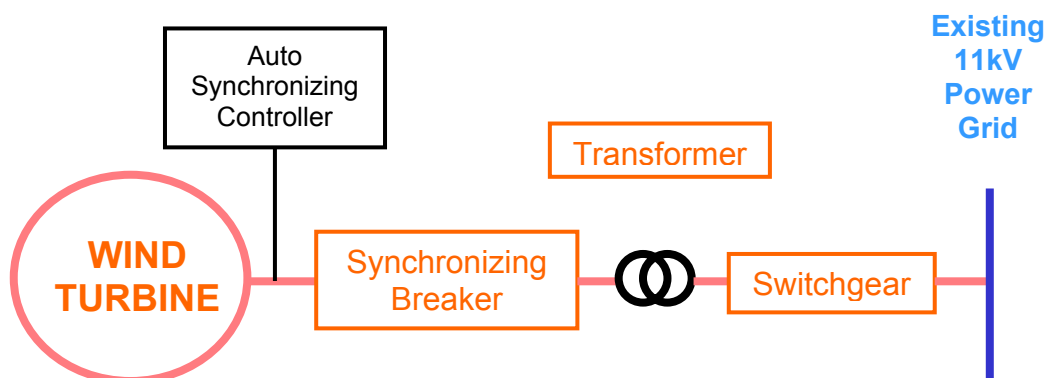 Auto
Synchronizing
Controller
Existing
11kV
Power
Grid
Transformer
WIND
TURBINE
Synchronizing
Breaker
Switchgear